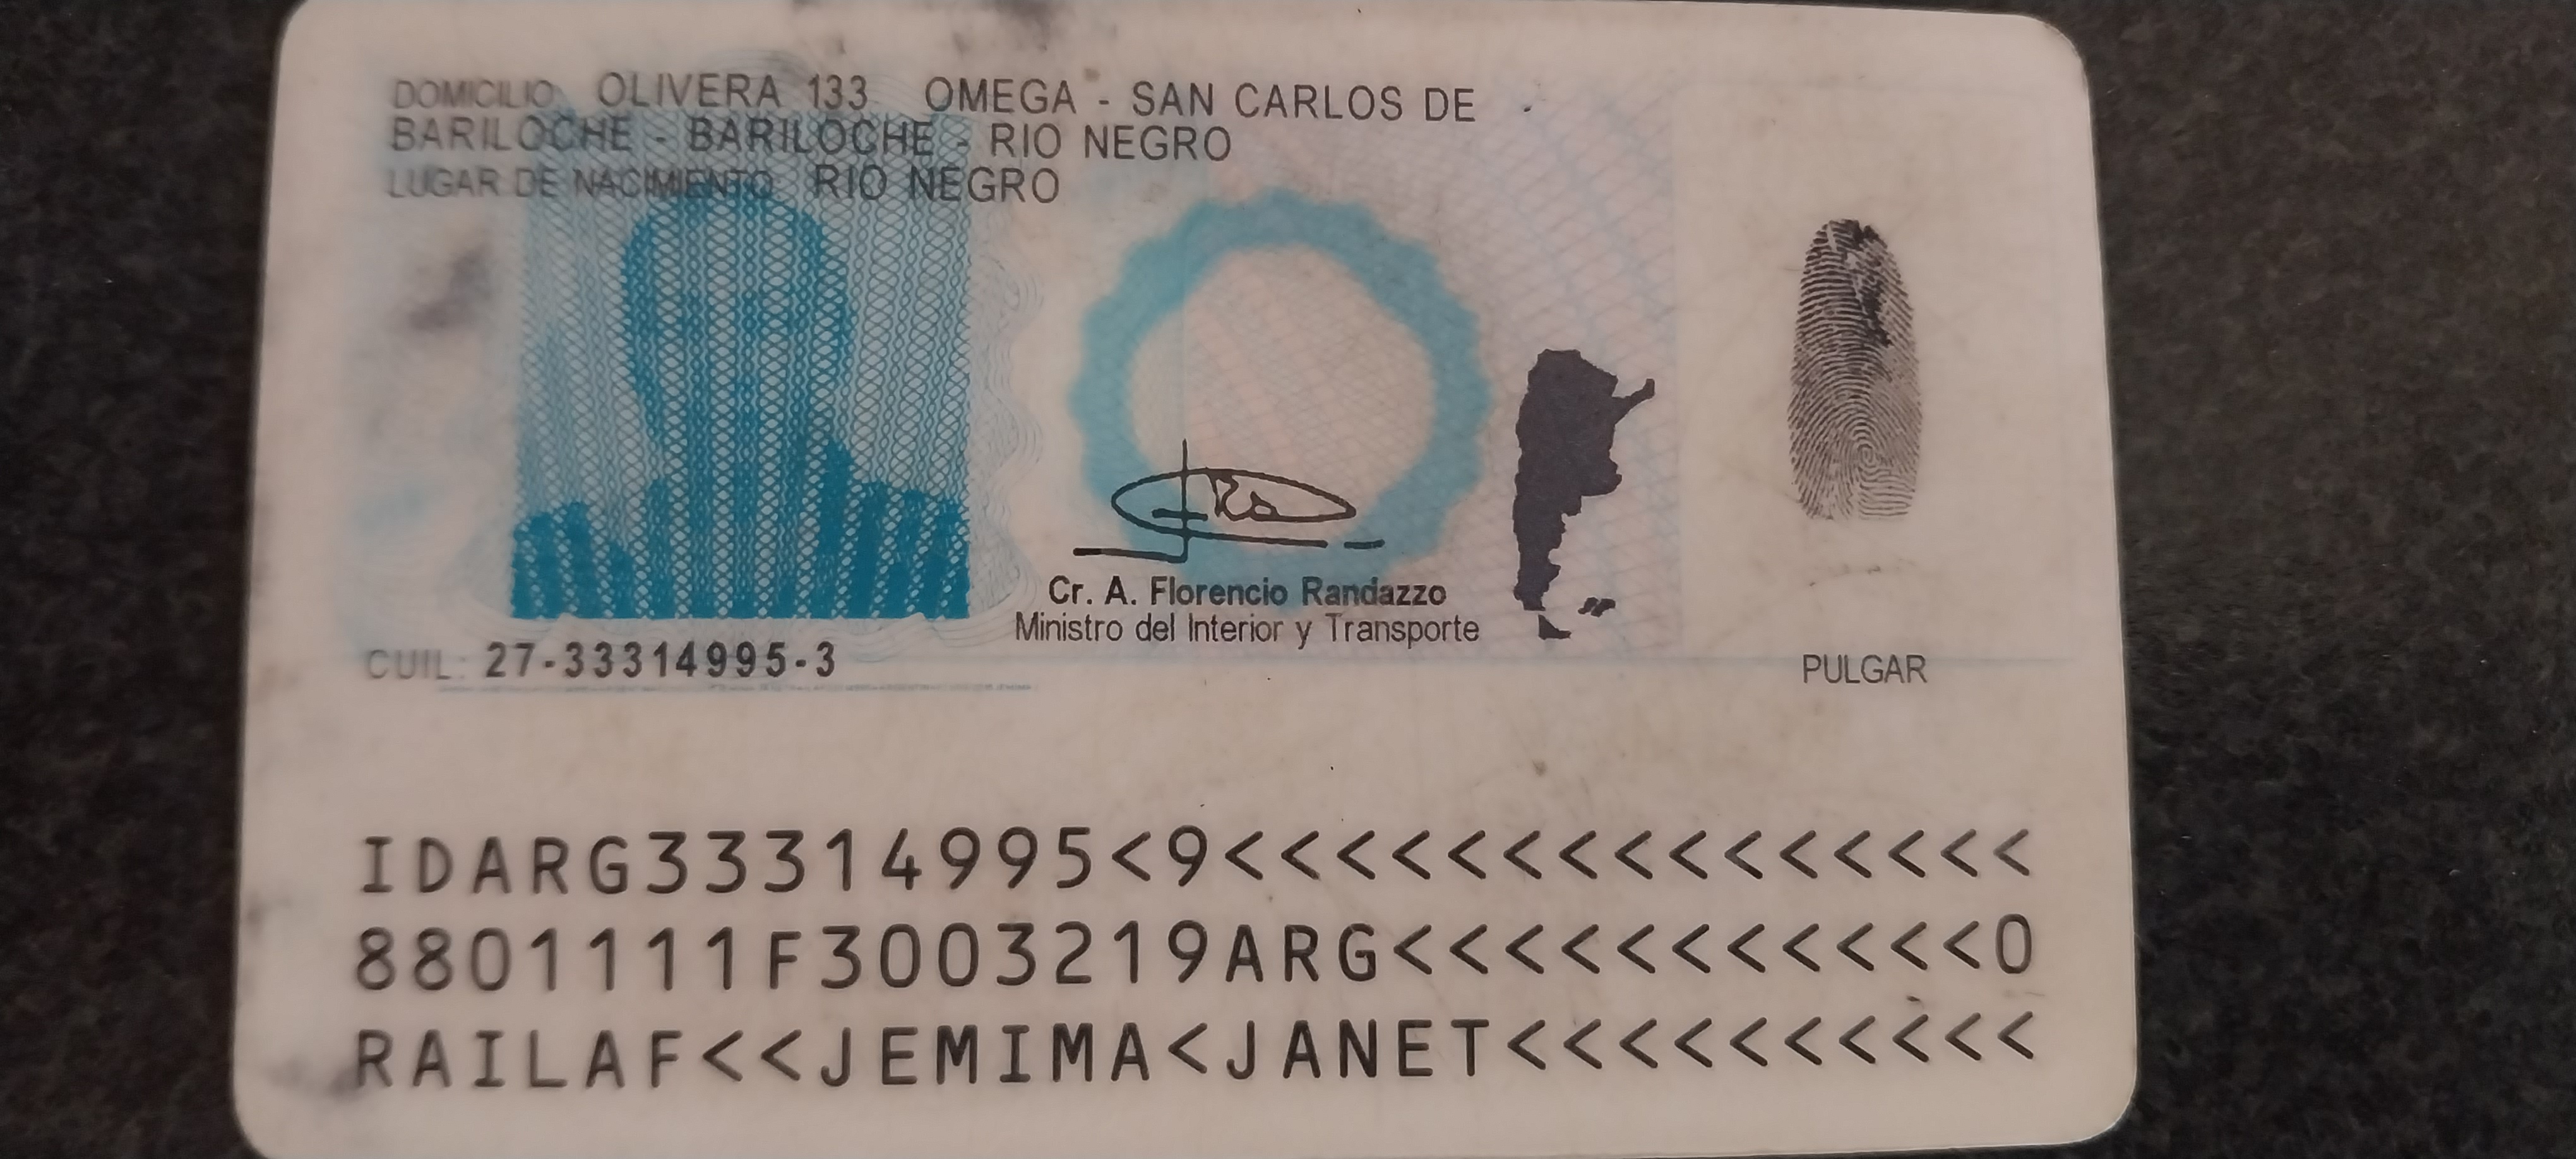 DOMICILIO OLIVERA 133 OMEGA - SAN CARLOS DE
BARILOCHE - BARILOCHE - RIO NEGRO
LUGAR DE NACIMIENTO RIO NEGRO
Cr. A. Florencio Randazzo
Ministro del Interior y Transporte
CUIL: 27-33314995-3
PULGAR
IDARG33314995<9<<<<<<<<<<<<<<<
8801111F3003219ARG<<<<<<<<<<<0
RAILAF<<JEMIMA<JANET<<<<<<<<<<